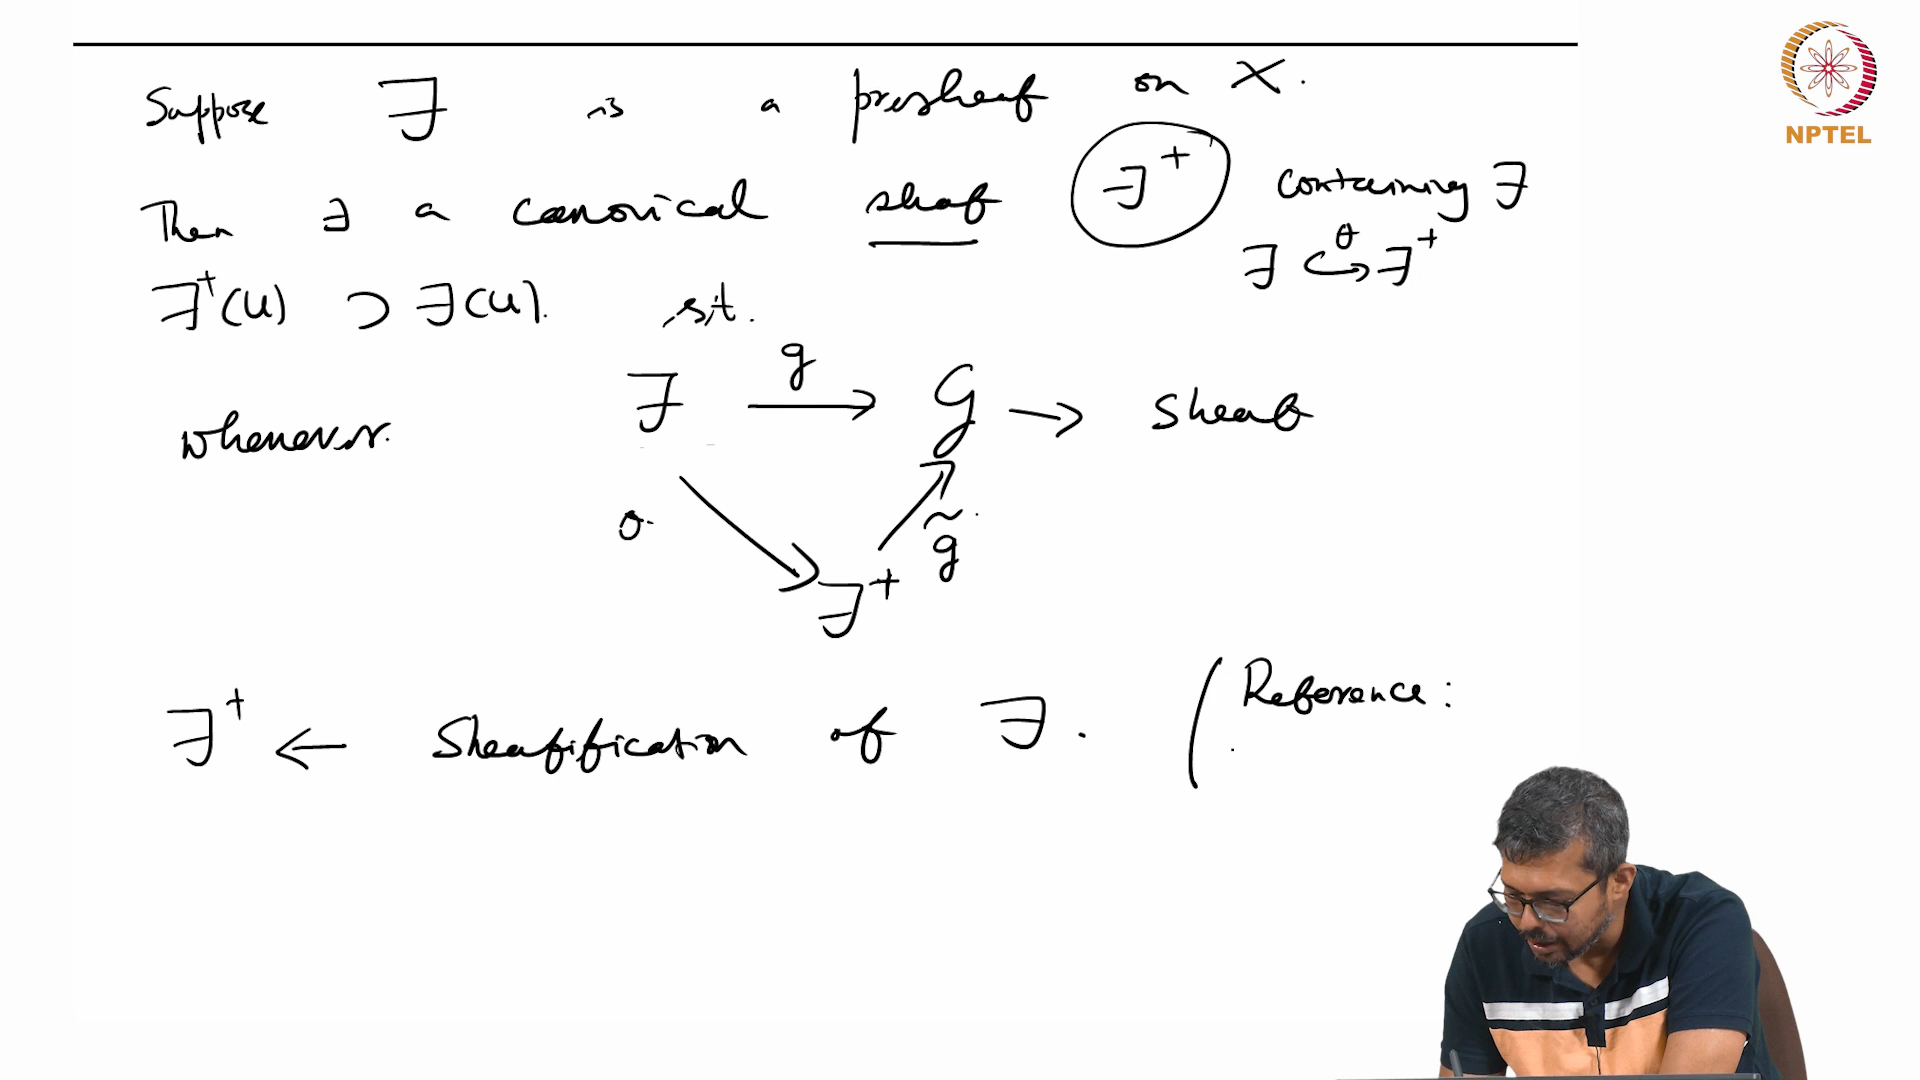 NPTEL
Suppose ℱ is a presheaf on X.
Then ∃ a canonical sheaf ℱ⁺ containing ℱ
ℱ ↪ ℱ⁺
θ
ℱ⁺(U) ⊃ ℱ(U). s.t.
whenever. ℱ → G → Sheaf
g
θ.
g̃
ℱ⁺
ℱ⁺ ← Sheafification of ℱ. (Reference: